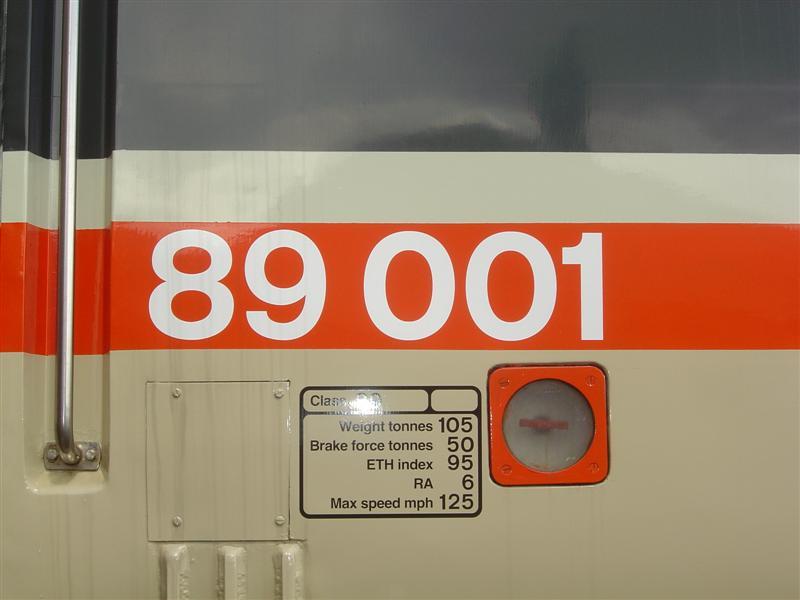 89 001
Class 89
Weight tonnes 105
Brake force tonnes 50
ETH index 95
RA 6
Max speed mph 125